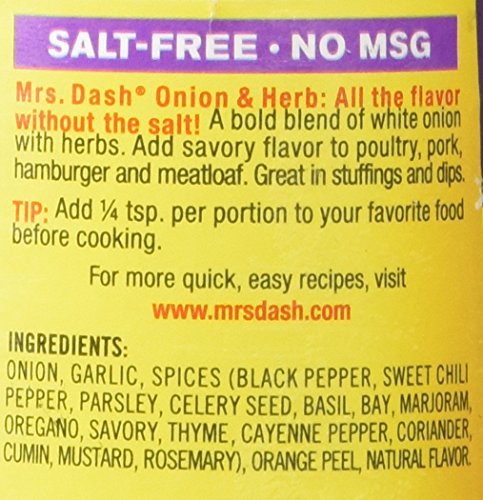 SALT-FREE • NO MSG
Mrs. Dash® Onion & Herb: All the flavor
without the salt! A bold blend of white onion
with herbs. Add savory flavor to poultry, pork,
hamburger and meatloaf. Great in stuffings and dips.
TIP: Add ¼ tsp. per portion to your favorite food
before cooking.
For more quick, easy recipes, visit
www.mrsdash.com
INGREDIENTS:
ONION, GARLIC, SPICES (BLACK PEPPER, SWEET CHILI
PEPPER, PARSLEY, CELERY SEED, BASIL, BAY, MARJORAM,
OREGANO, SAVORY, THYME, CAYENNE PEPPER, CORIANDER,
CUMIN, MUSTARD, ROSEMARY), ORANGE PEEL, NATURAL FLAVOR.